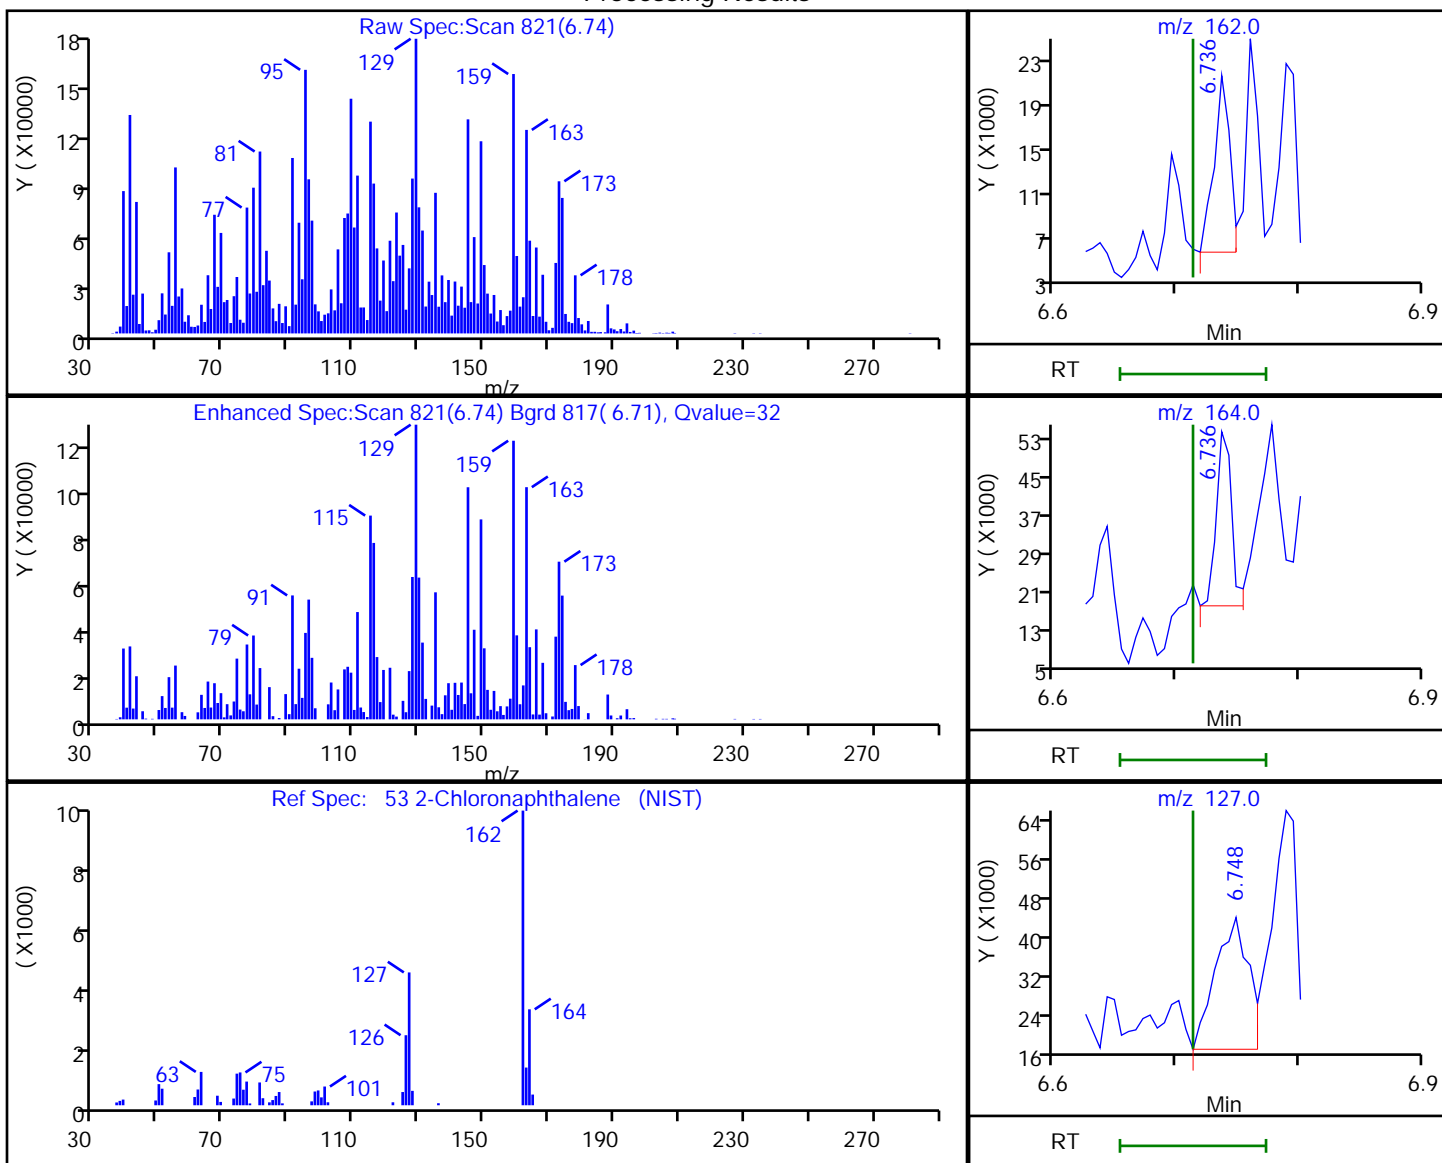 Processing Results
Raw Spec:Scan 821(6.74)
Y ( X10000)
18
15
12
9
6
3
0
95
129
159
163
81
77
173
178
30 70 110 150 190 230 270
m/z
m/z 162.0
Y ( X1000)
23
19
15
11
7
3
6.736
6.6 6.9
Min
RT
Enhanced Spec:Scan 821(6.74) Bgrd 817( 6.71), Qvalue=32
Y ( X10000)
12
10
8
6
4
2
0
129
159
163
115
173
91
79
178
30 70 110 150 190 230 270
m/z
m/z 164.0
Y ( X1000)
53
45
37
29
21
13
5
6.736
6.6 6.9
Min
RT
Ref Spec: 53 2-Chloronaphthalene (NIST)
( X1000)
10
8
6
4
2
0
162
127
164
126
63
75
101
30 70 110 150 190 230 270
m/z 127.0
Y ( X1000)
64
56
48
40
32
24
16
6.748
6.6 6.9
Min
RT